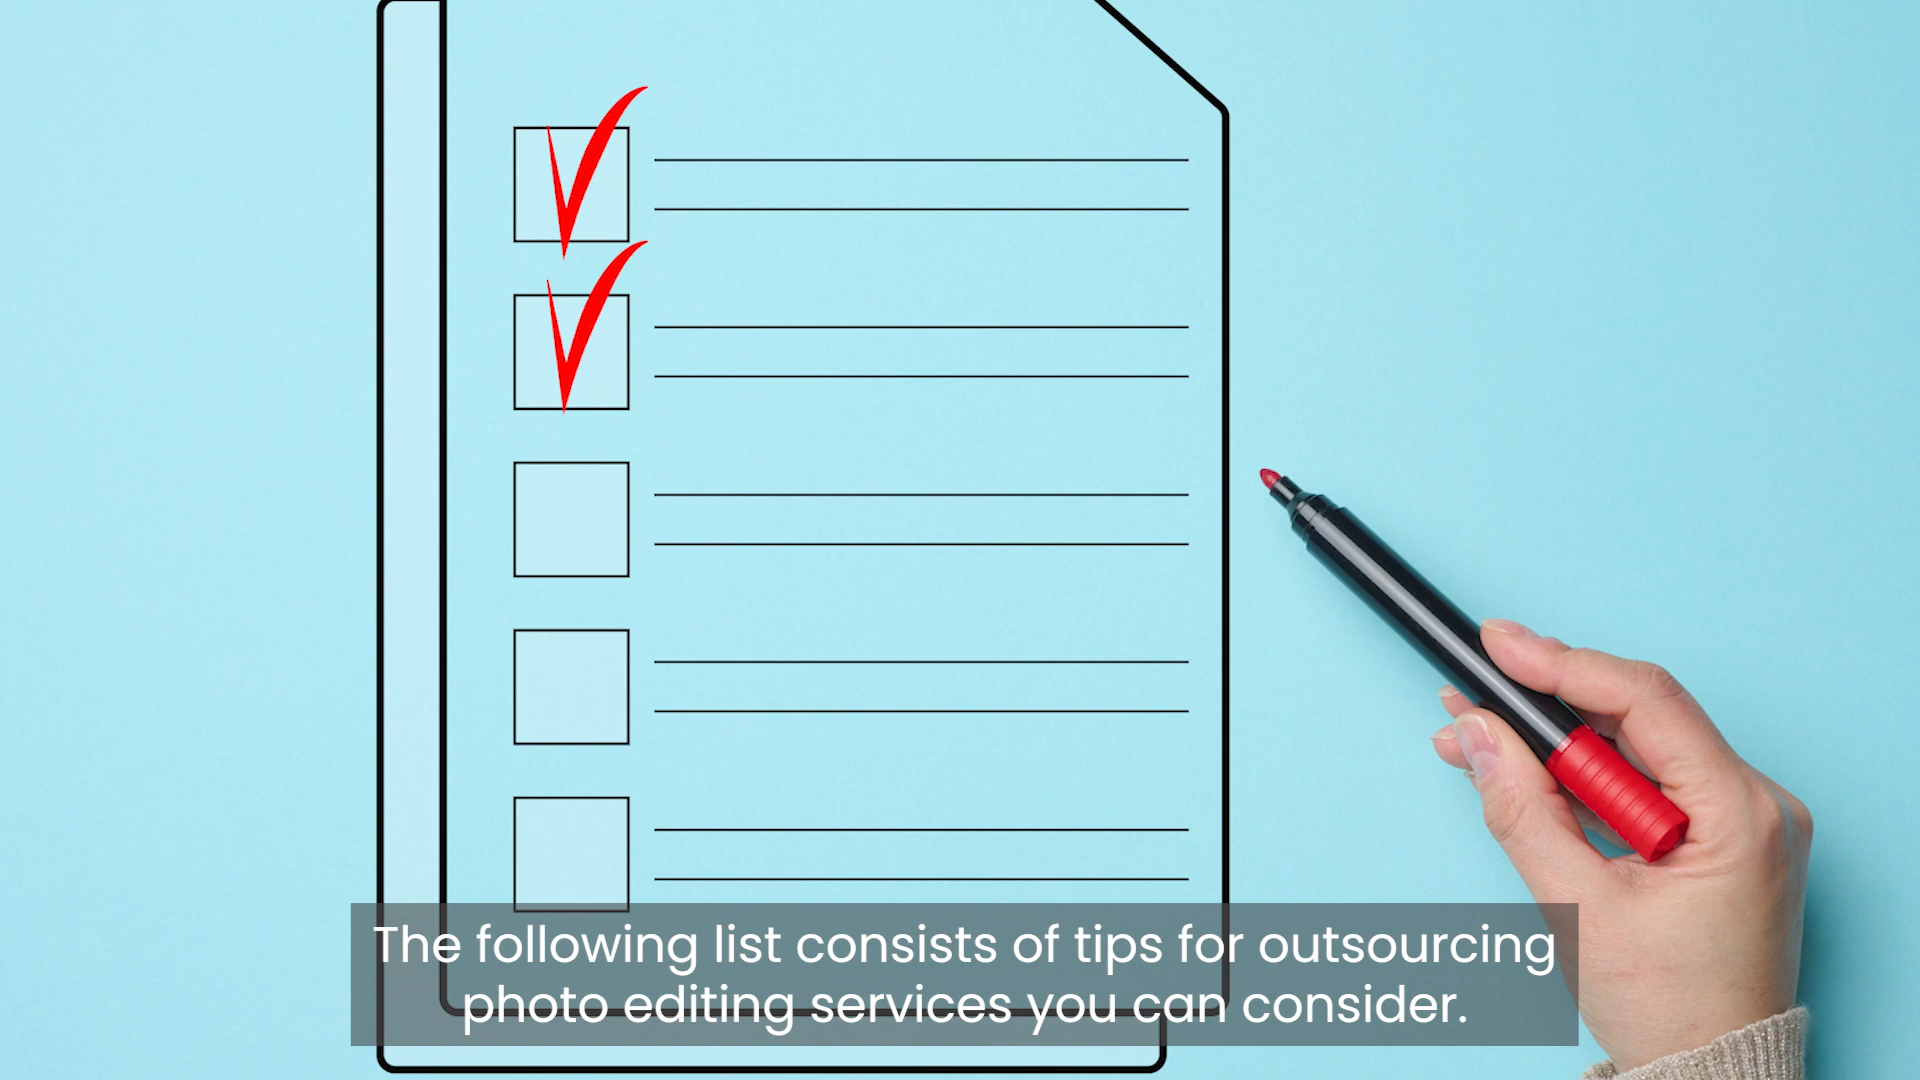 The following list consists of tips for outsourcing
photo editing services you can consider.